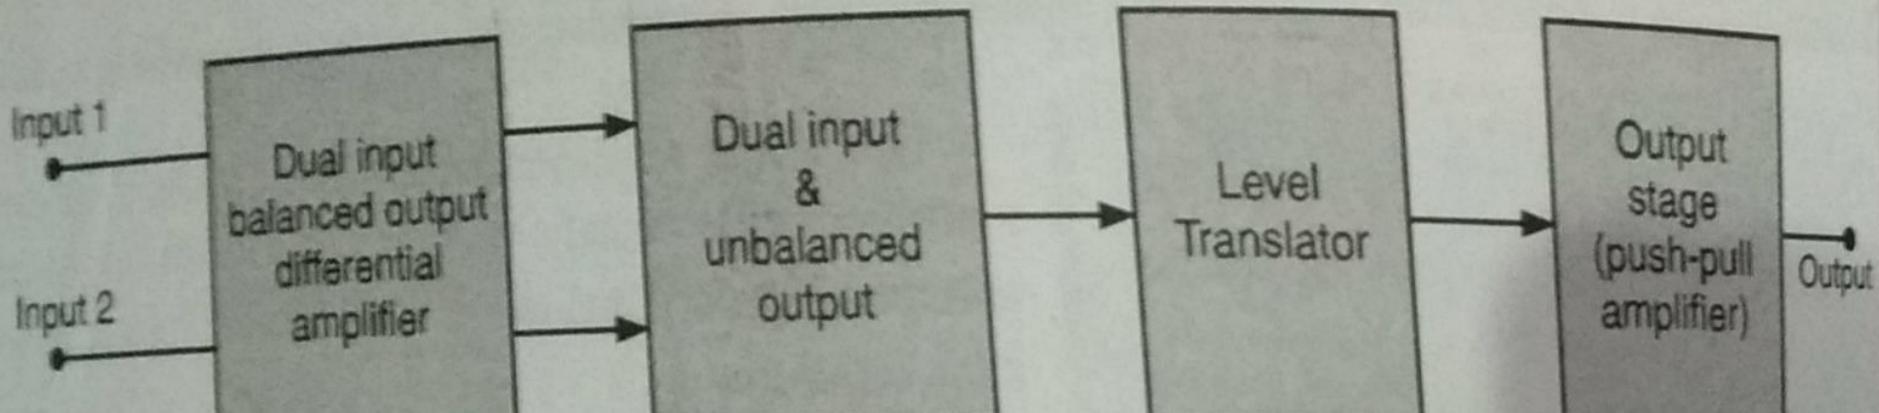 Input 1
Input 2
Dual input
balanced output
differential
amplifier
Dual input
&
unbalanced
output
Level
Translator
Output
stage
(push-pull
amplifier)
Output